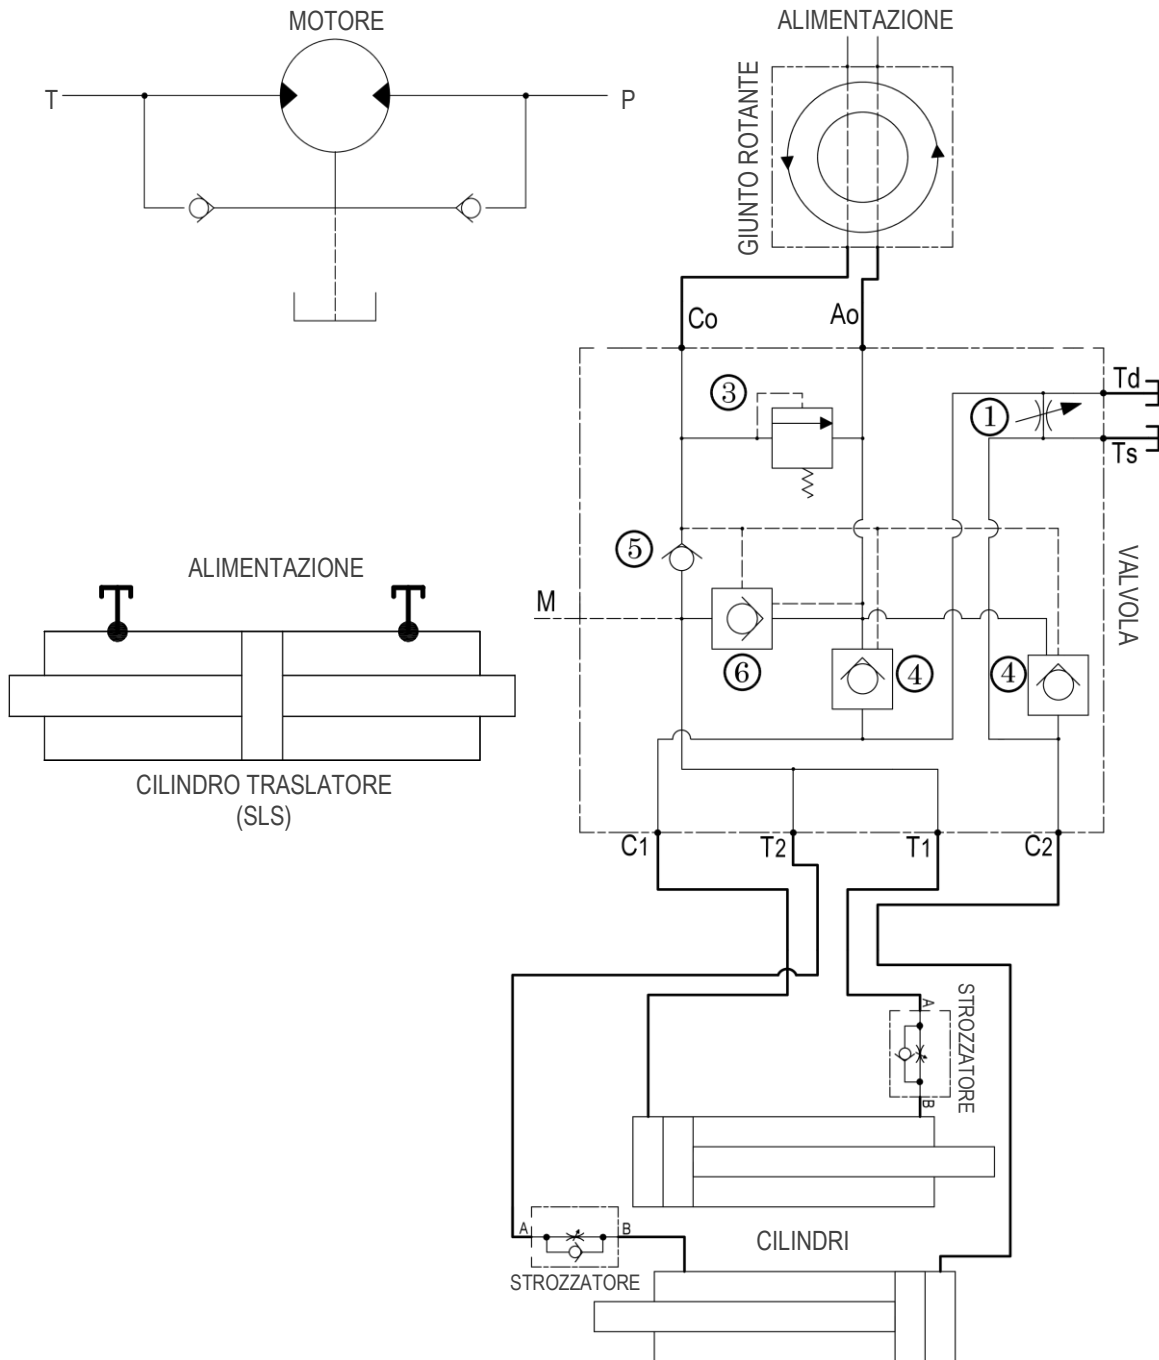 MOTORE
T
P
ALIMENTAZIONE
GIUNTO ROTANTE
Co
Ao
3
Td
1
Ts
5
M
6
4
4
VALVOLA
ALIMENTAZIONE
CILINDRO TRASLATORE
(SLS)
C1
T2
T1
C2
A
B
STROZZATORE
A
B
STROZZATORE
CILINDRI